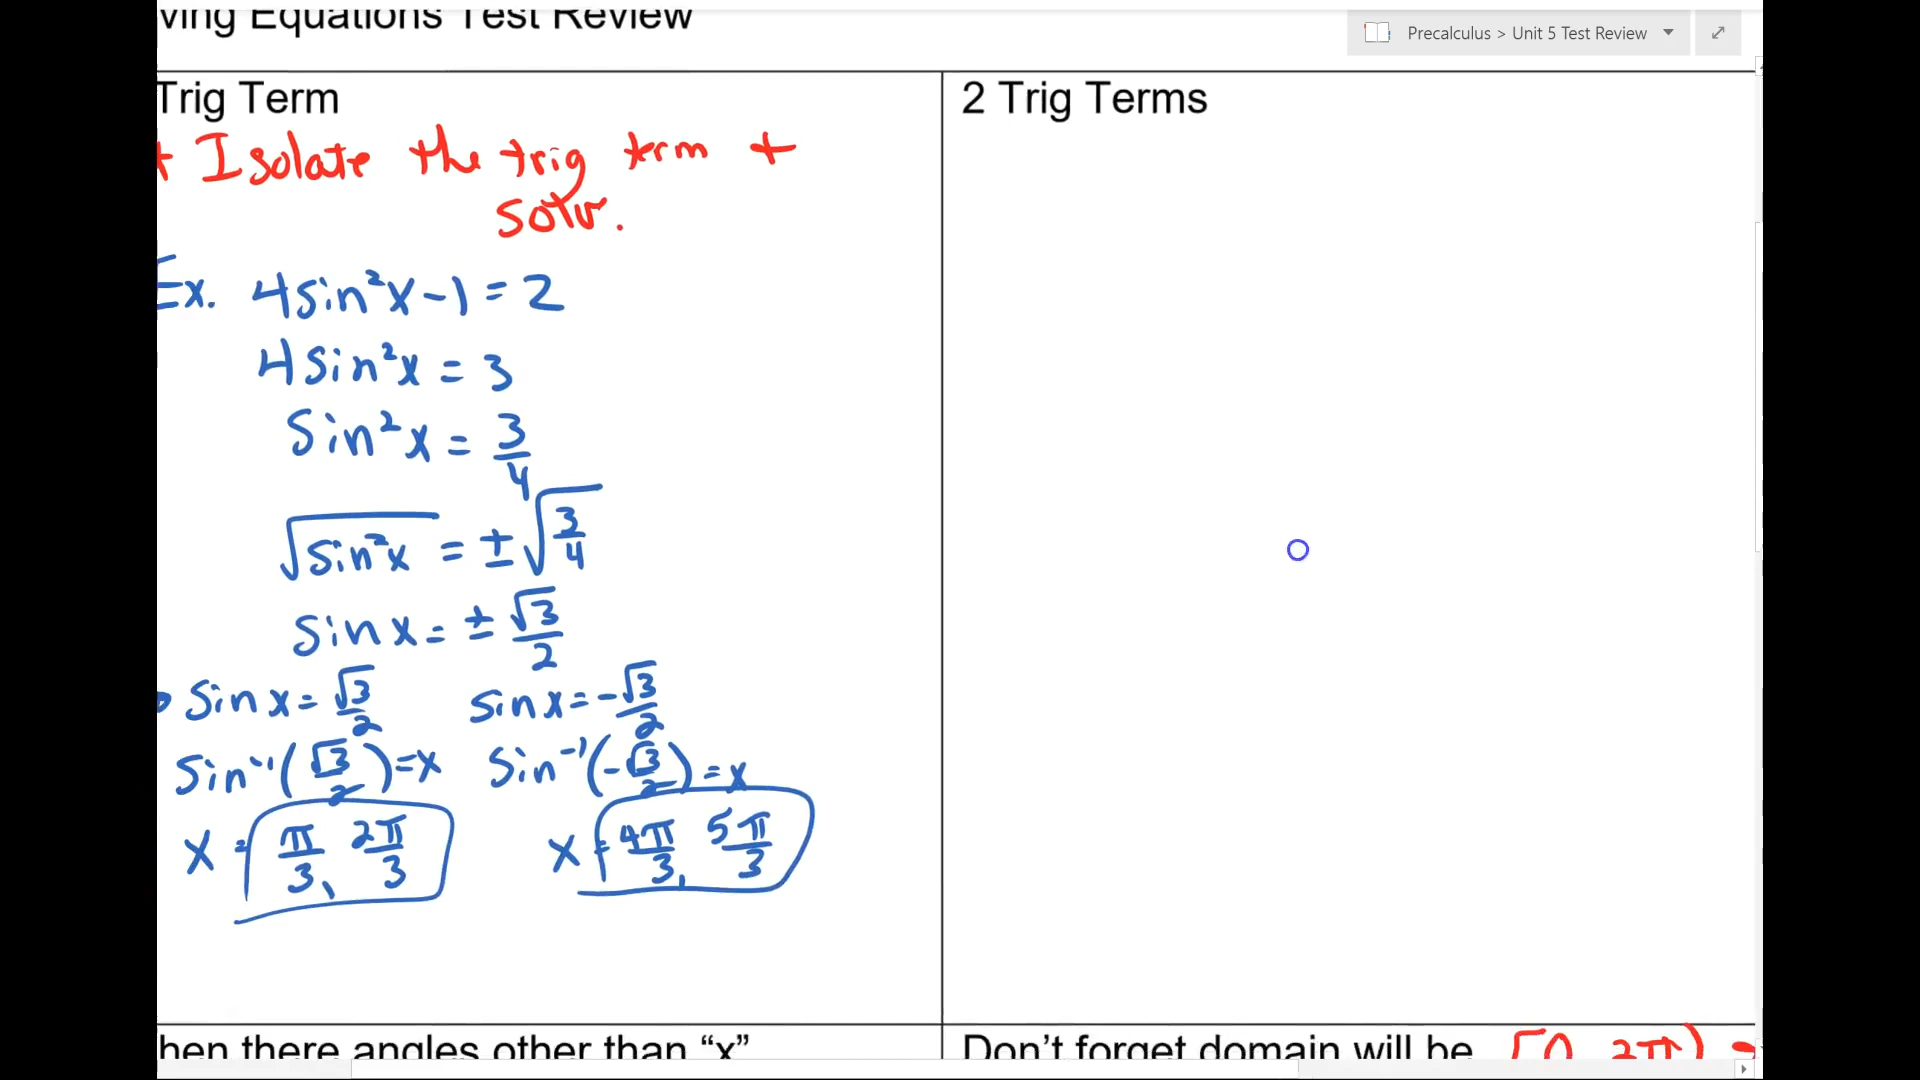 ving Equations Test Review
Precalculus > Unit 5 Test Review
Trig Term
Isolate the trig term +
solve.
Ex. 4sin²x-1=2
4sin²x = 3
sin²x = 3/4
√sin²x = ±√3/4
sin x = ± √3/2
sin x = √3/2 sin x = -√3/2
sin⁻¹(√3/2)=x sin⁻¹(-√3/2)=x
x = π/3, 2π/3 x = 4π/3, 5π/3
2 Trig Terms
hen there angles other than “x”
Don’t forget domain will be [0, 2π)